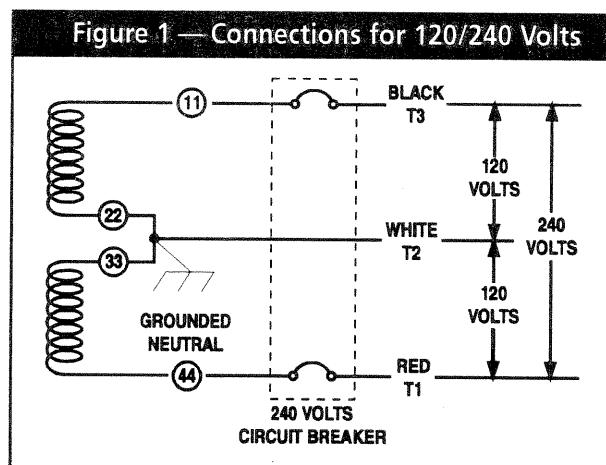 Figure 1 — Connections for 120/240 Volts
11
BLACK
T3
120
VOLTS
22
240
VOLTS
WHITE
T2
33
120
VOLTS
GROUNDED
NEUTRAL
44
RED
T1
240 VOLTS
CIRCUIT BREAKER